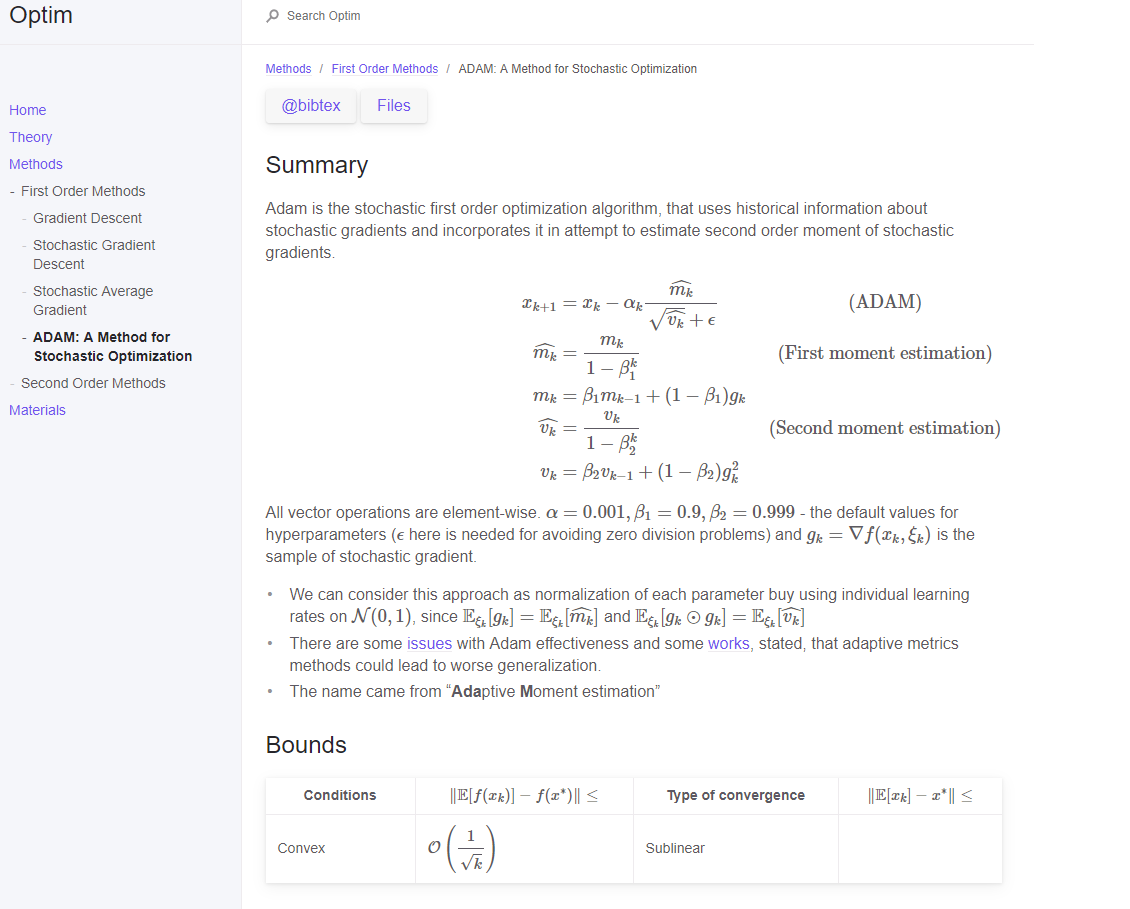 Optim
Search Optim
Home
Theory
Methods
- First Order Methods
- Gradient Descent
- Stochastic Gradient
Descent
- Stochastic Average
Gradient
- ADAM: A Method for
Stochastic Optimization
- Second Order Methods
Materials
Methods / First Order Methods / ADAM: A Method for Stochastic Optimization
@bibtex Files
Summary
Adam is the stochastic first order optimization algorithm, that uses historical information about
stochastic gradients and incorporates it in attempt to estimate second order moment of stochastic
gradients.
$x_{k+1} = x_k - \alpha_k \frac{\widehat{m_k}}{\sqrt{\widehat{v_k}} + \epsilon}$ (ADAM)
$\widehat{m_k} = \frac{m_k}{1 - \beta_1^k}$ (First moment estimation)
$m_k = \beta_1 m_{k-1} + (1 - \beta_1) g_k$
$\widehat{v_k} = \frac{v_k}{1 - \beta_2^k}$ (Second moment estimation)
$v_k = \beta_2 v_{k-1} + (1 - \beta_2) g_k^2$
All vector operations are element-wise. $\alpha = 0.001, \beta_1 = 0.9, \beta_2 = 0.999$ - the default values for
hyperparameters ($\epsilon$ here is needed for avoiding zero division problems) and $g_k = \nabla f(x_k, \xi_k)$ is the
sample of stochastic gradient.
• We can consider this approach as normalization of each parameter buy using individual learning
rates on $\mathcal{N}(0, 1)$, since $\mathbb{E}_{\xi_k}[g_k] = \mathbb{E}_{\xi_k}[\widehat{m_k}]$ and $\mathbb{E}_{\xi_k}[g_k \odot g_k] = \mathbb{E}_{\xi_k}[\widehat{v_k}]$
• There are some issues with Adam effectiveness and some works, stated, that adaptive metrics
methods could lead to worse generalization.
• The name came from “Adaptive Moment estimation”
Bounds
Conditions $\|\mathbb{E}[f(x_k)] - f(x^*)\| \leq$ Type of convergence $\|\mathbb{E}[x_k] - x^*\| \leq$
Convex $\mathcal{O}\left(\frac{1}{\sqrt{k}}\right)$ Sublinear